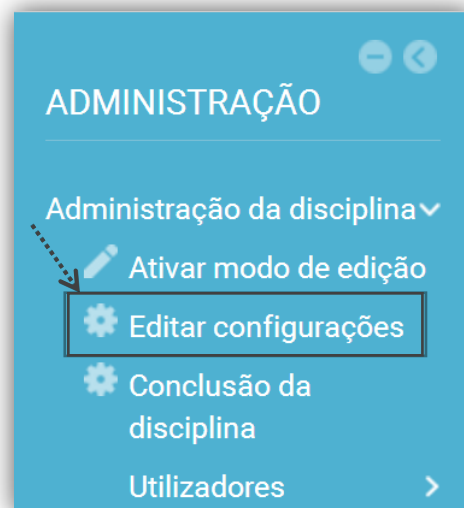 ADMINISTRAÇÃO
Administração da disciplina
Ativar modo de edição
Editar configurações
Conclusão da
disciplina
Utilizadores